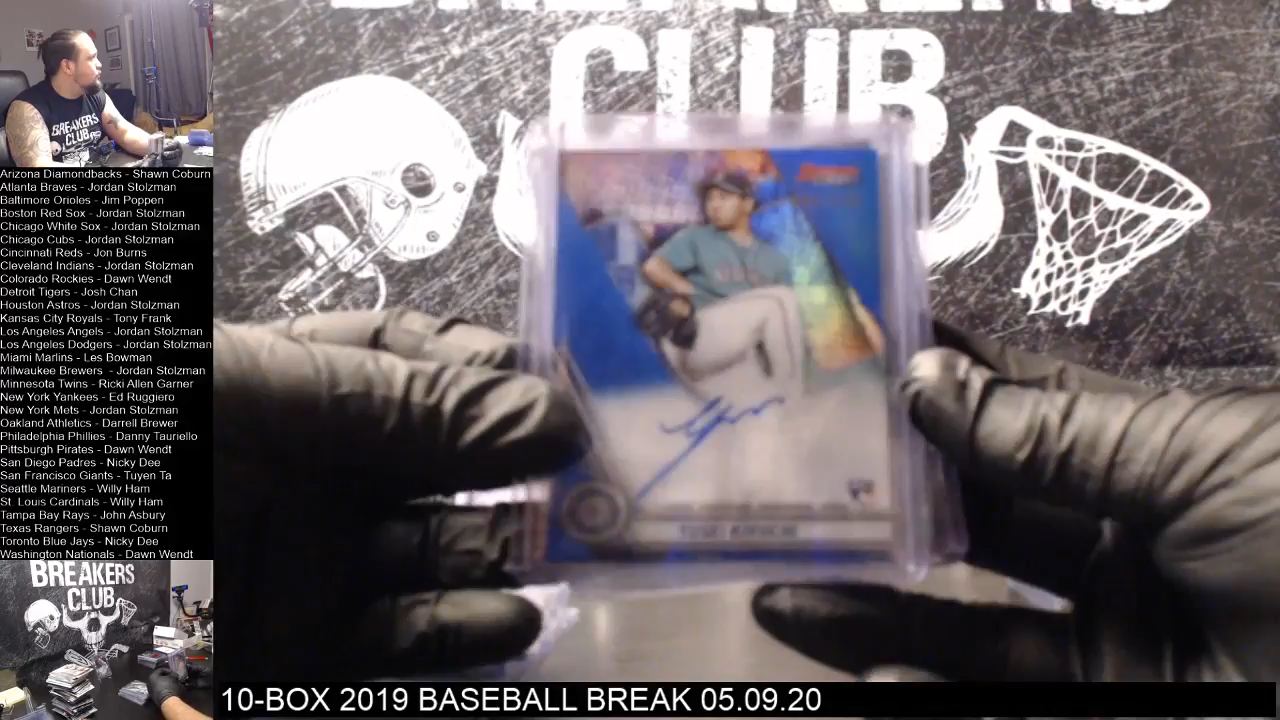 BREAKERS
CLUB
BREAKERS
CLUB
Arizona Diamondbacks - Shawn Coburn
Atlanta Braves - Jordan Stolzman
Baltimore Orioles - Jim Poppen
Boston Red Sox - Jordan Stolzman
Chicago White Sox - Jordan Stolzman
Chicago Cubs - Jordan Stolzman
Cincinnati Reds - Jon Burns
Cleveland Indians - Jordan Stolzman
Colorado Rockies - Dawn Wendt
Detroit Tigers - Josh Chan
Houston Astros - Jordan Stolzman
Kansas City Royals - Tony Frank
Los Angeles Angels - Jordan Stolzman
Los Angeles Dodgers - Jordan Stolzman
Miami Marlins - Les Bowman
Milwaukee Brewers - Jordan Stolzman
Minnesota Twins - Ricki Allen Garner
New York Yankees - Ed Ruggiero
New York Mets - Jordan Stolzman
Oakland Athletics - Darrell Brewer
Philadelphia Phillies - Danny Tauriello
Pittsburgh Pirates - Dawn Wendt
San Diego Padres - Nicky Dee
San Francisco Giants - Tuyen Ta
Seattle Mariners - Willy Ham
St. Louis Cardinals - Willy Ham
Tampa Bay Rays - John Asbury
Texas Rangers - Shawn Coburn
Toronto Blue Jays - Nicky Dee
Washington Nationals - Dawn Wendt
BREAKERS
CLUB
10-BOX 2019 BASEBALL BREAK 05.09.20